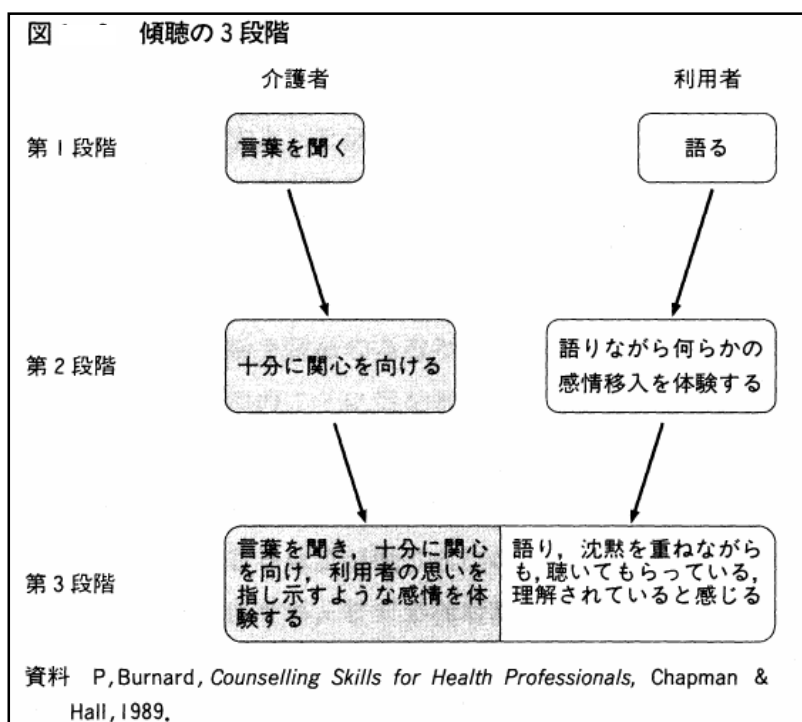 図 傾聴の3段階
介護者 利用者
第1段階 言葉を聞く 語る
第2段階 十分に関心を向ける
語りながら何らかの
感情移入を体験する
第3段階
言葉を聞き，十分に関心
を向け，利用者の思いを
指し示すような感情を体
験する
語り，沈黙を重ねながら
も，聴いてもらっている，
理解されていると感じる
資料 P,Burnard, Counselling Skills for Health Professionals, Chapman &
Hall,1989.